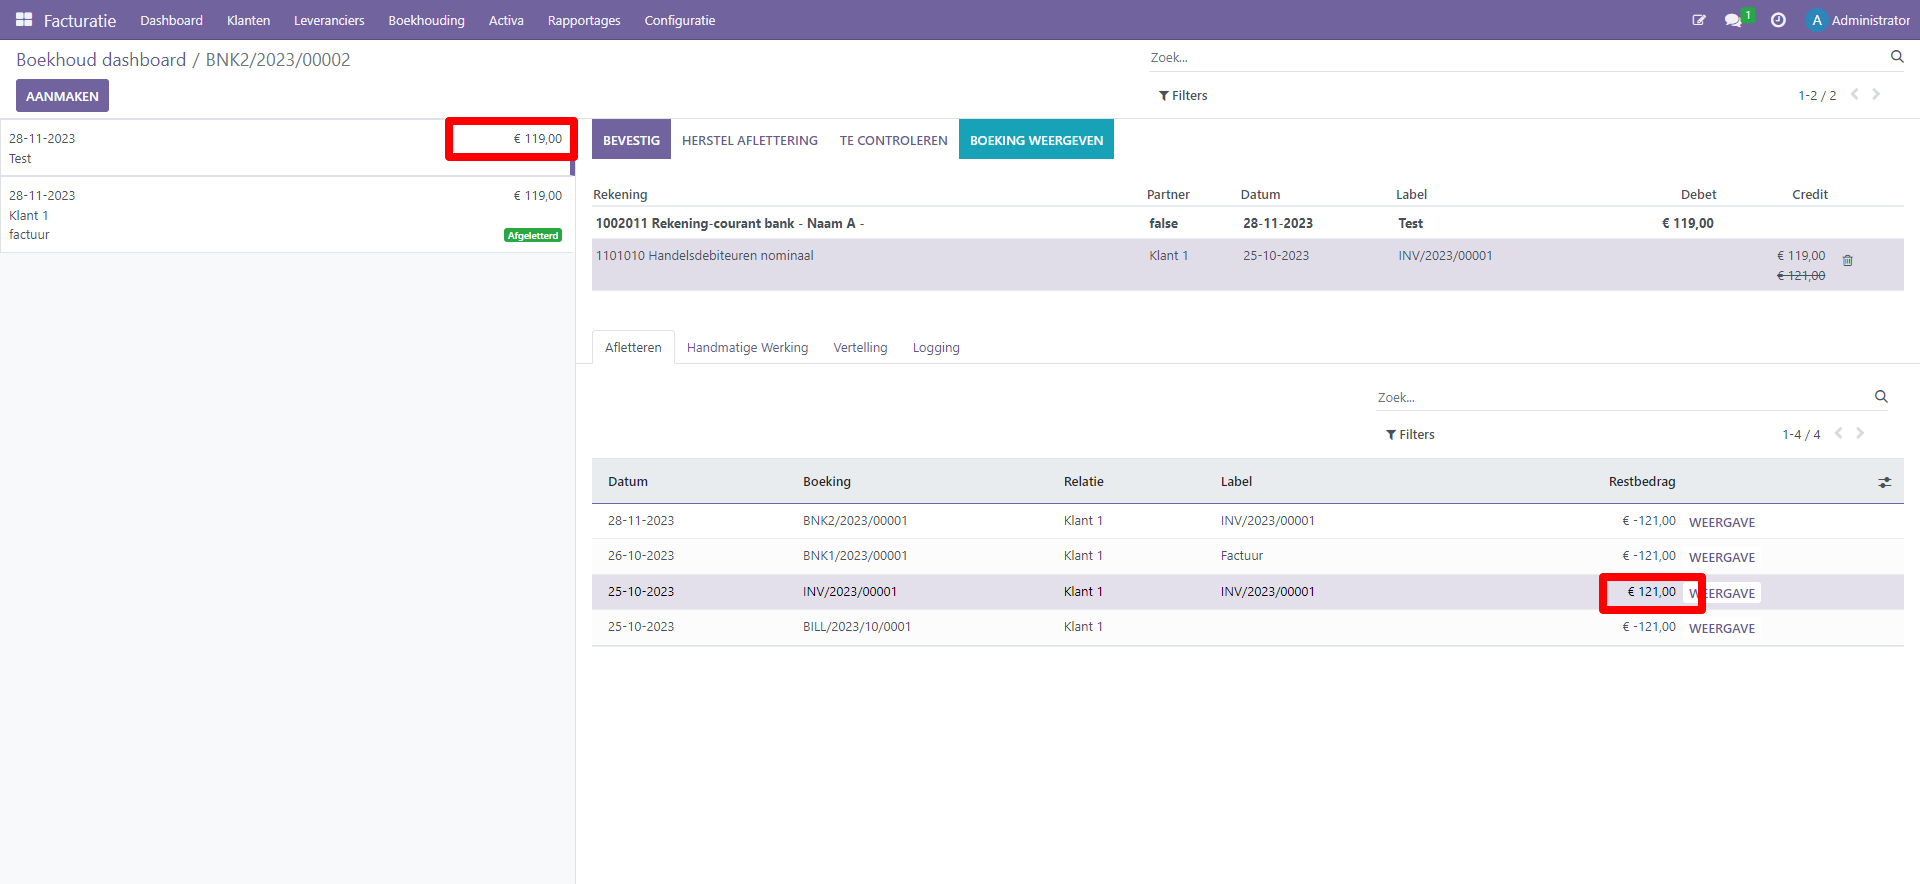 Facturatie Dashboard Klanten Leveranciers Boekhouding Activa Rapportages Configuratie 1 A Administrator
Boekhoud dashboard / BNK2/2023/00002
Zoek...
AANMAKEN
Filters
1-2 / 2
28-11-2023 € 119,00
Test
28-11-2023 € 119,00
Klant 1
factuur Afgeletterd
BEVESTIG HERSTEL AFLETTERING TE CONTROLEREN BOEKING WEERGEVEN
Rekening Partner Datum Label Debet Credit
1002011 Rekening-courant bank - Naam A - false 28-11-2023 Test € 119,00
1101010 Handelsdebiteuren nominaal Klant 1 25-10-2023 INV/2023/00001 € 119,00
€ 121,00
Afletteren Handmatige Werking Vertelling Logging
Zoek...
Filters
1-4 / 4
Datum Boeking Relatie Label Restbedrag
28-11-2023 BNK2/2023/00001 Klant 1 INV/2023/00001 € -121,00 WEERGAVE
26-10-2023 BNK1/2023/00001 Klant 1 Factuur € -121,00 WEERGAVE
25-10-2023 INV/2023/00001 Klant 1 INV/2023/00001 € 121,00 WEERGAVE
25-10-2023 BILL/2023/10/0001 Klant 1 € -121,00 WEERGAVE